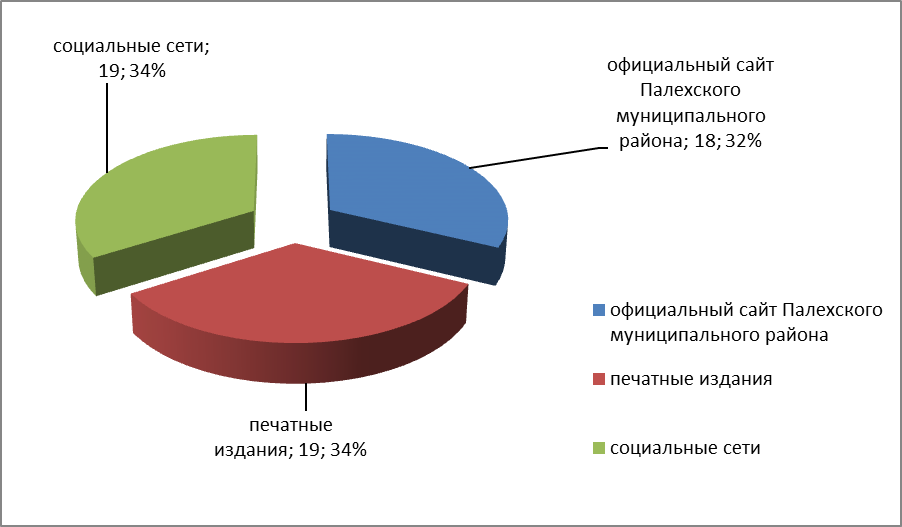 социальные сети;
19; 34%
официальный сайт
Палехского
муниципального
района; 18; 32%
официальный сайт Палехского
муниципального района
печатные издания
социальные сети
печатные
издания; 19; 34%